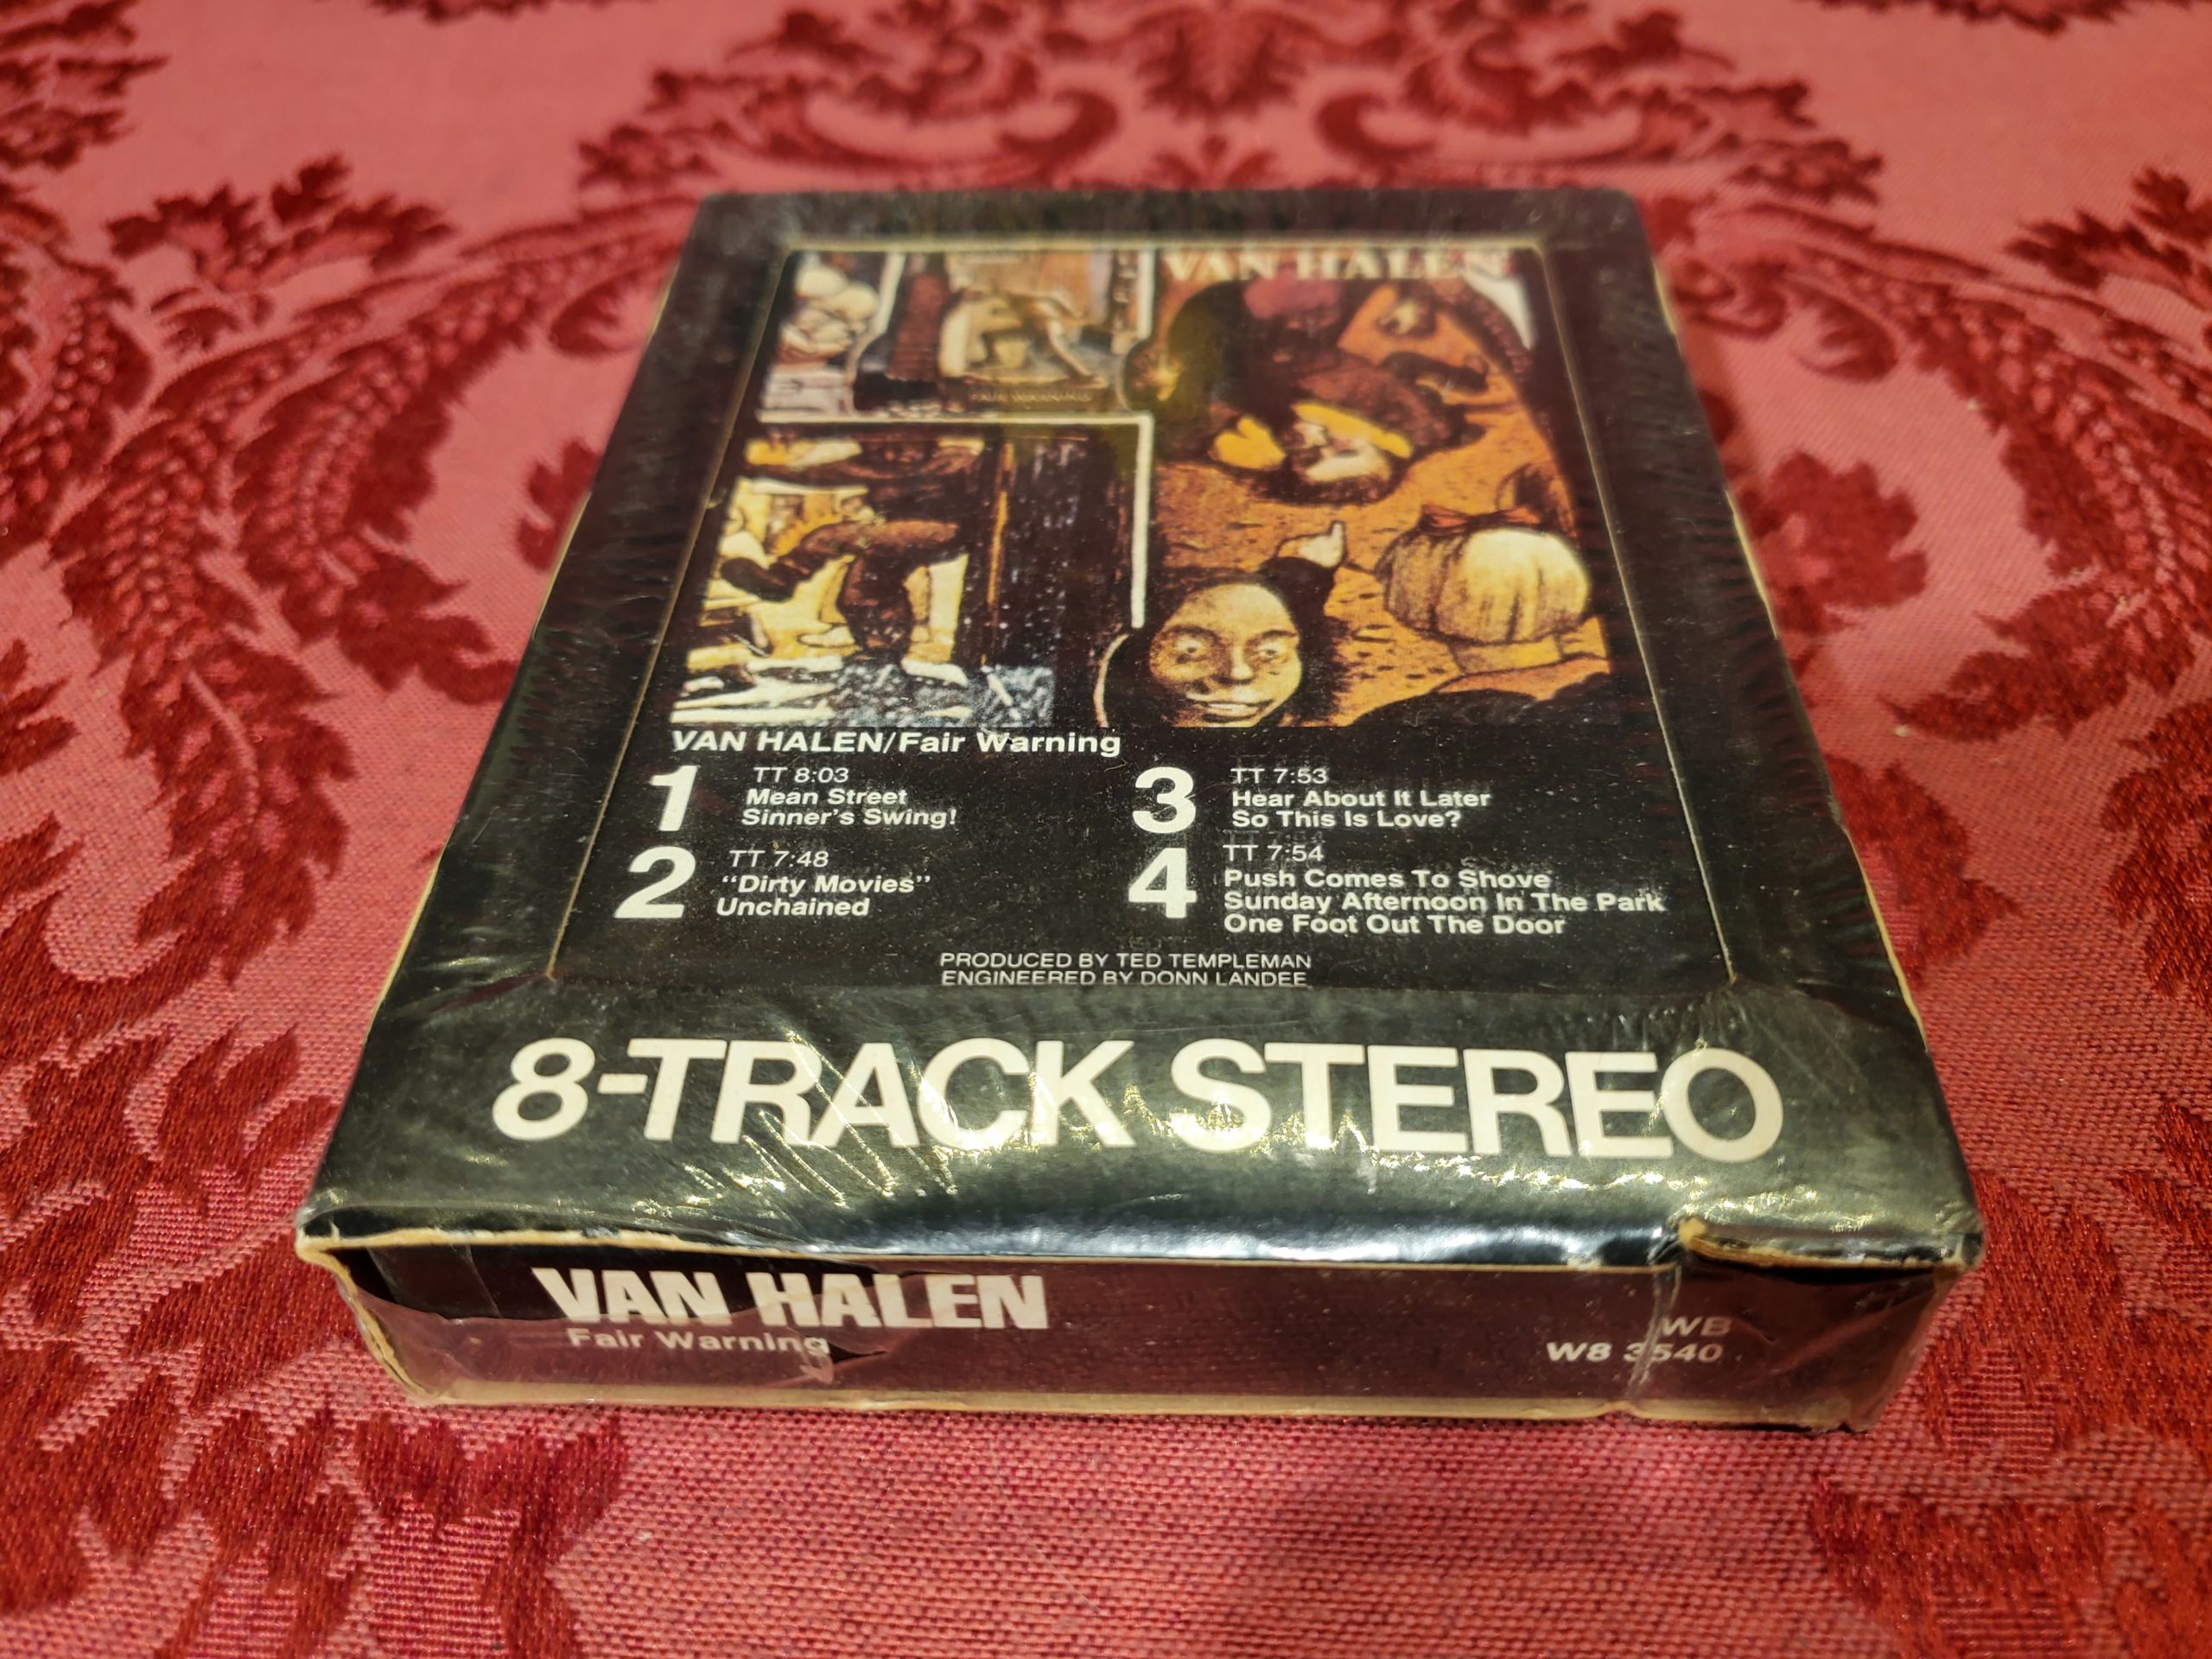 VAN HALEN
FAIR WARNING
VAN HALEN/Fair Warning
1
TT 8:03
Mean Street
Sinner's Swing!
2
TT 7:48
"Dirty Movies"
Unchained
3
TT 7:53
Hear About It Later
So This Is Love?
4
TT 7:54
Push Comes To Shove
Sunday Afternoon In The Park
One Foot Out The Door
PRODUCED BY TED TEMPLEMAN
ENGINEERED BY DONN LANDEE
8-TRACK STEREO
VAN HALEN
Fair Warning
WB
W8 3540